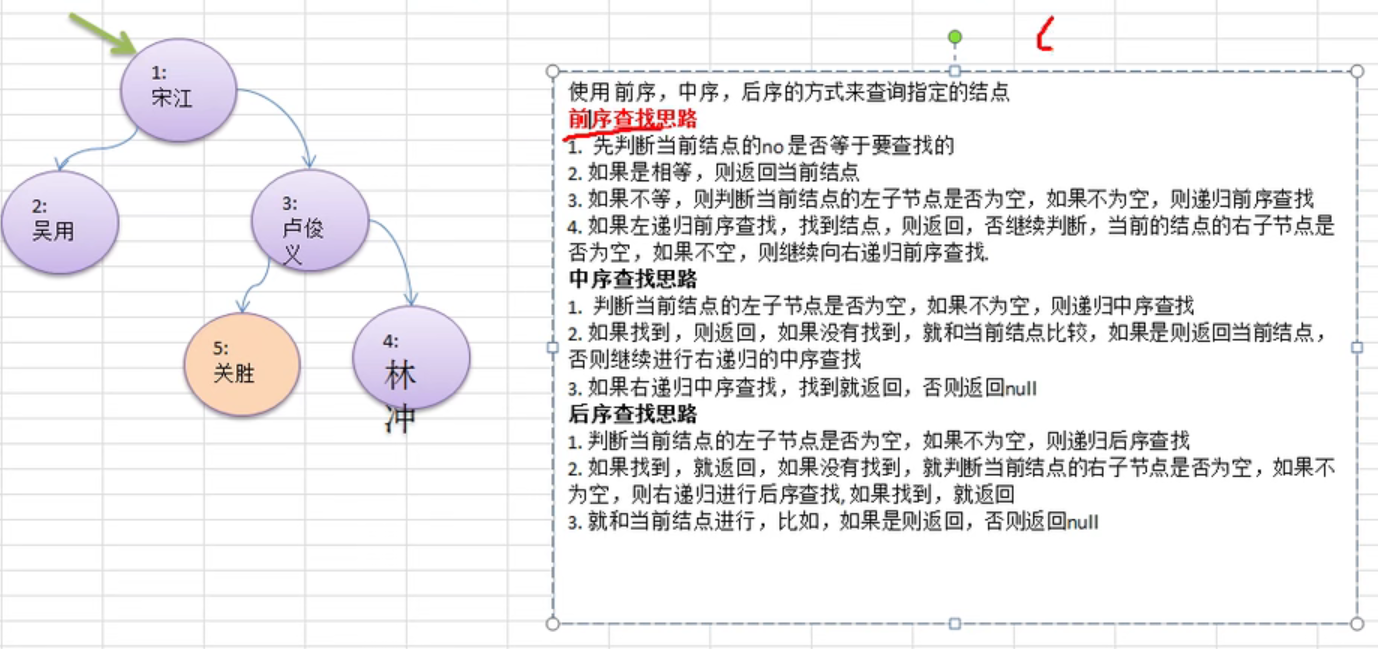 1:
宋江
2:
吴用
3:
卢俊
义
5:
关胜
4:
林
冲
使用 前序，中序，后序的方式来查询指定的结点
前序查找思路
1. 先判断当前结点的no 是否等于要查找的
2. 如果是相等，则返回当前结点
3. 如果不等，则判断当前结点的左子节点是否为空，如果不为空，则递归前序查找
4. 如果左递归前序查找，找到结点，则返回，否继续判断，当前的结点的右子节点是
否为空，如果不空，则继续向右递归前序查找.
中序查找思路
1. 判断当前结点的左子节点是否为空，如果不为空，则递归中序查找
2. 如果找到，则返回，如果没有找到，就和当前结点比较，如果是则返回当前结点，
否则继续进行右递归的中序查找
3. 如果右递归中序查找，找到就返回，否则返回null
后序查找思路
1. 判断当前结点的左子节点是否为空，如果不为空，则递归后序查找
2. 如果找到，就返回，如果没有找到，就判断当前结点的右子节点是否为空，如果不
为空，则右递归进行后序查找, 如果找到，就返回
3. 就和当前结点进行，比如，如果是则返回，否则返回null